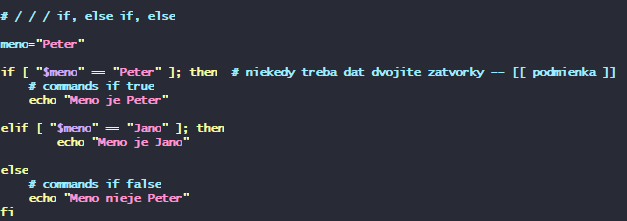 # / / / if, else if, else
meno="Peter"
if [ "$meno" == "Peter" ]; then  # niekedy treba dat dvojite zatvorky -- [[ podmienka ]]
    # commands if true
    echo "Meno je Peter"
elif [ "$meno" == "Jano" ]; then
        echo "Meno je Jano"
else
    # commands if false
    echo "Meno nieje Peter"
fi